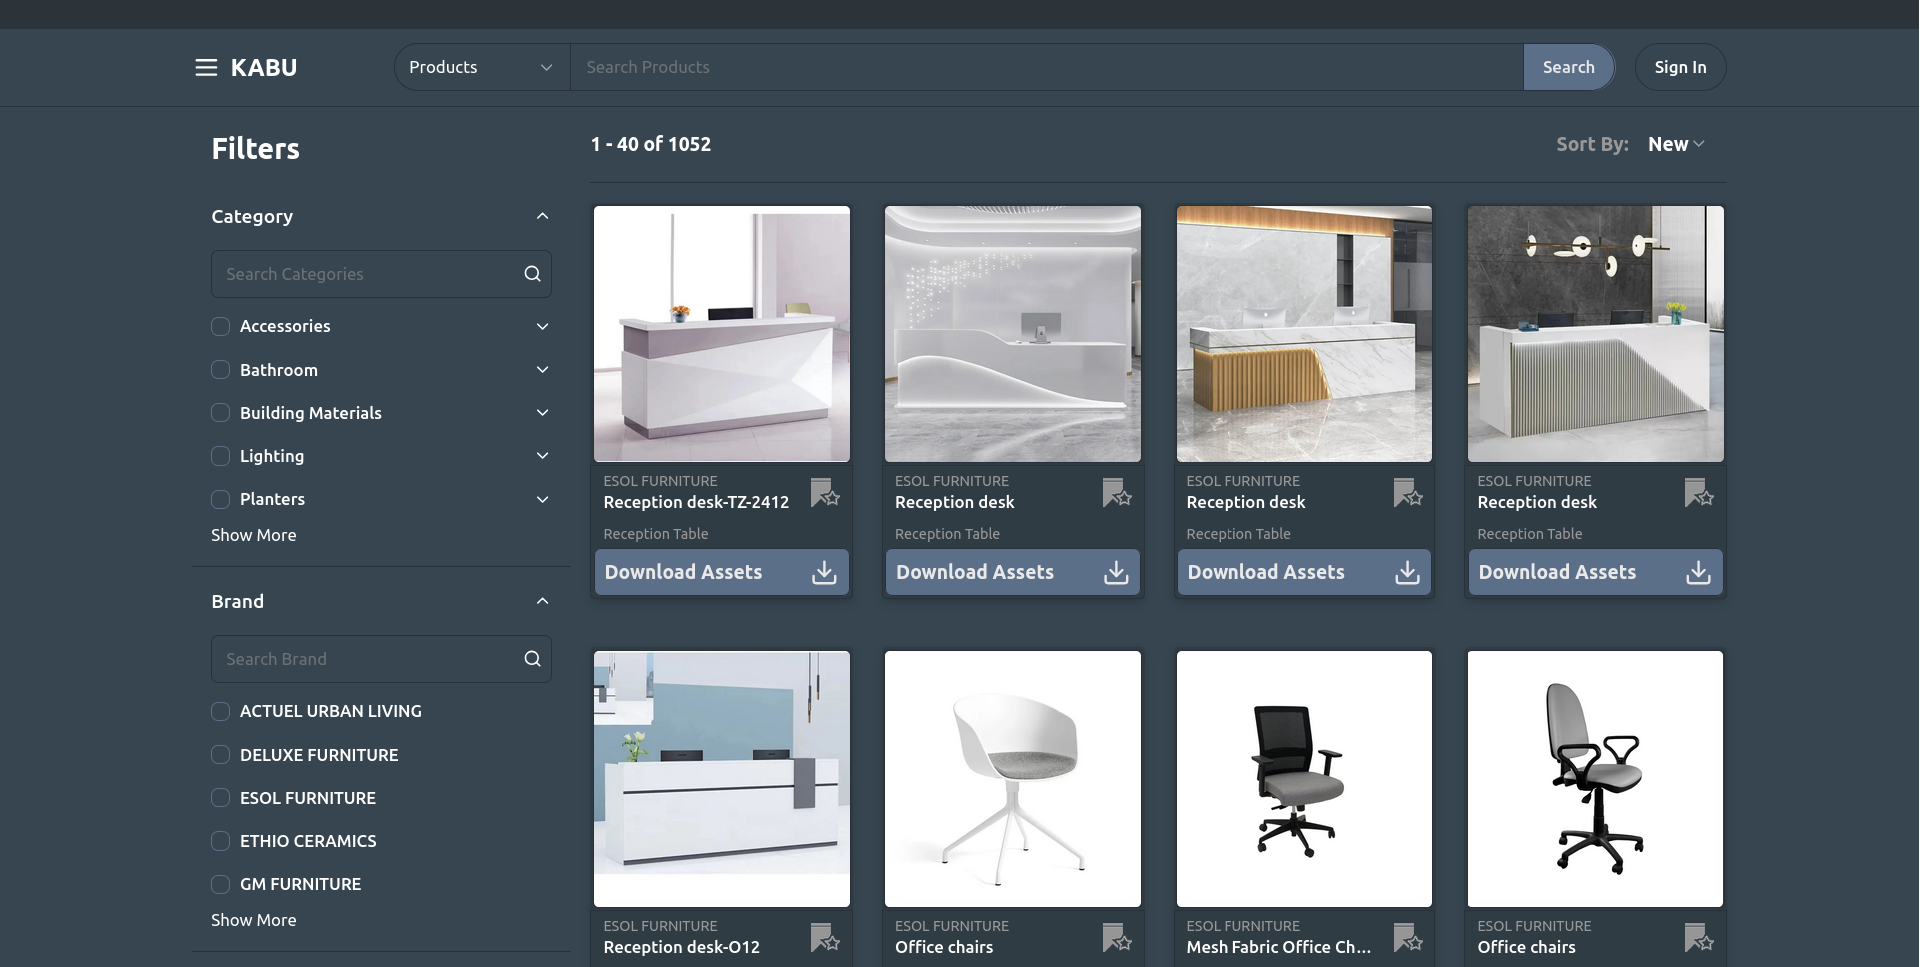 KABU
Products
Search Products
Search
Sign In
Filters
1 - 40 of 1052
Sort By: New
Category
Search Categories
Accessories
Bathroom
Building Materials
Lighting
Planters
Show More
Brand
Search Brand
ACTUEL URBAN LIVING
DELUXE FURNITURE
ESOL FURNITURE
ETHIO CERAMICS
GM FURNITURE
Show More
ESOL FURNITURE
Reception desk-TZ-2412
Reception Table
Download Assets
ESOL FURNITURE
Reception desk
Reception Table
Download Assets
ESOL FURNITURE
Reception desk
Reception Table
Download Assets
ESOL FURNITURE
Reception desk
Reception Table
Download Assets
ESOL FURNITURE
Reception desk-O12
ESOL FURNITURE
Office chairs
ESOL FURNITURE
Mesh Fabric Office Ch...
ESOL FURNITURE
Office chairs